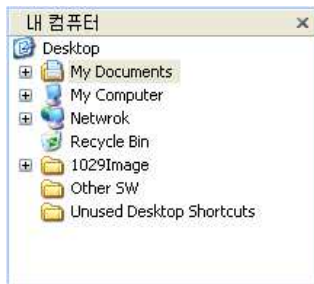 내 컴퓨터
Desktop
My Documents
My Computer
Netwrok
Recycle Bin
1029Image
Other SW
Unused Desktop Shortcuts